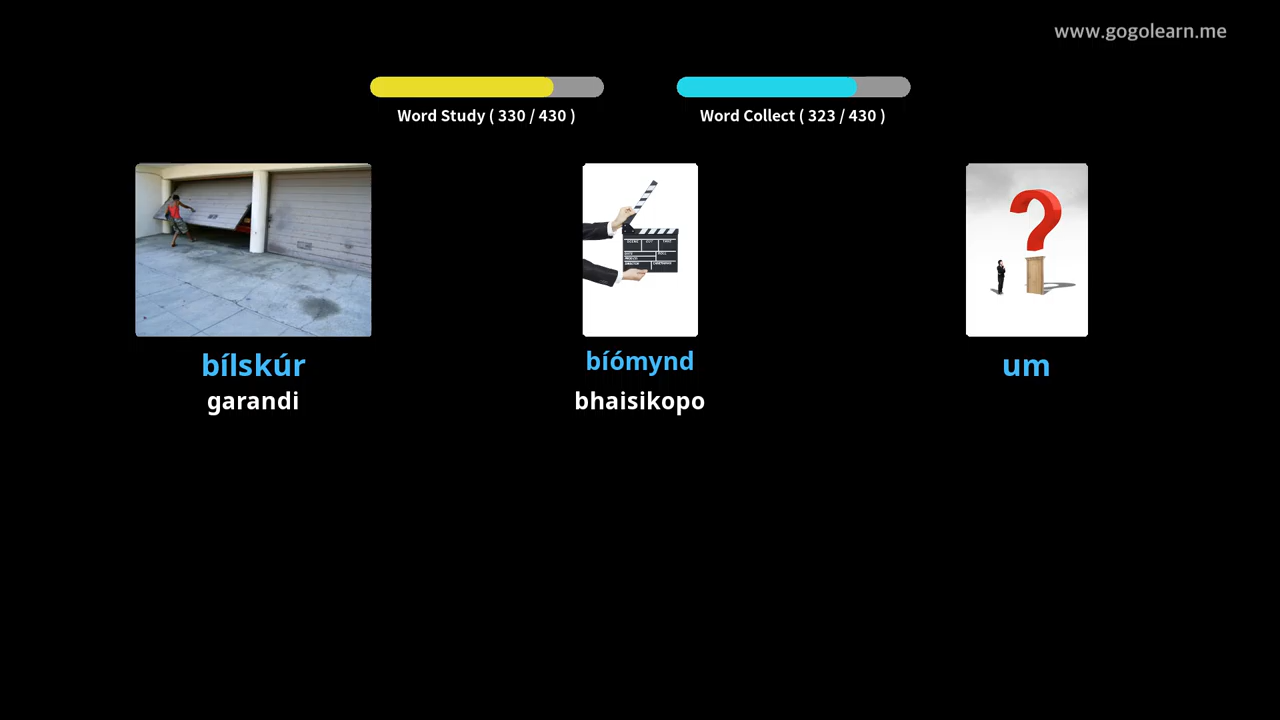 www.gogolearn.me
Word Study ( 330 / 430 )
Word Collect ( 323 / 430 )
bílskúr
garandi
bíómynd
bhaisikopo
um